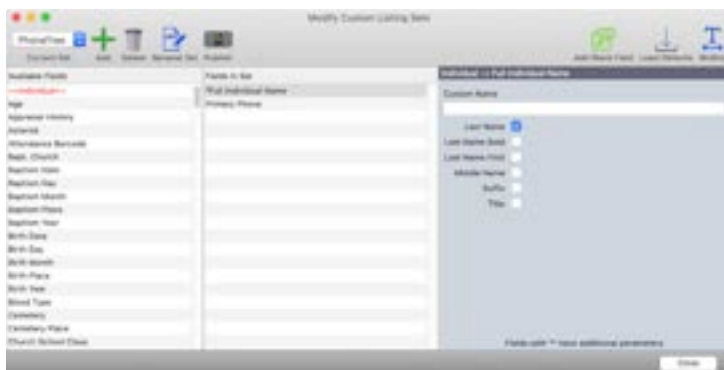 Modify Custom Listing Sets
PhoneTree
Current Set
Add
Delete
Rename Set
Publish
Add Blank Field
Load Defaults
Available Fields
<<Individual>>
Age
Appraisal History
Asterisk
Attendance Barcode
Bapt. Church
Baptism Date
Baptism Day
Baptism Month
Baptism Place
Baptism Year
Birth Date
Birth Day
Birth Month
Birth Place
Birth Year
Blood Type
Cemetery
Cemetery Place
Church School Class
Fields in Set
*Full Individual Name
Primary Phone
Individual -> Full Individual Name
Custom Name
Last Name
Last Name Bold
Last Name First
Middle Name
Suffix
Title
Fields with "*" have additional parameters
Close